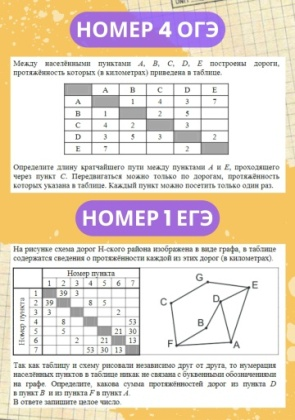 НОМЕР 4 ОГЭ
Между населёнными пунктами A, B, C, D, E построены дороги,
протяжённость которых (в километрах) приведена в таблице.
A B C D E
A 1 4 3 7
B 1 2 5
C 4 2 3
D 3 5 3 2
E 7 2
Определите длину кратчайшего пути между пунктами A и E, проходящего
через пункт C. Передвигаться можно только по дорогам, протяжённость
которых указана в таблице. Каждый пункт можно посетить только один раз.
НОМЕР 1 ЕГЭ
На рисунке схема дорог Н-ского района изображена в виде графа, в таблице
содержатся сведения о протяжённости каждой из этих дорог (в километрах).
Номер пункта
1 2 3 4 5 6 7
Номер пункта
1 39 3
2 39 8 5
3 3 2
4 8 53
5 5 21 30
6 2 21 13
7 53 30 13
G
E
D
C
B
F
A
Так как таблицу и схему рисовали независимо друг от друга, то нумерация
населённых пунктов в таблице никак не связана с буквенными обозначениями
на графе. Определите, какова сумма протяжённостей дорог из пункта D
в пункт B и из пункта F в пункт A.
В ответе запишите целое число.